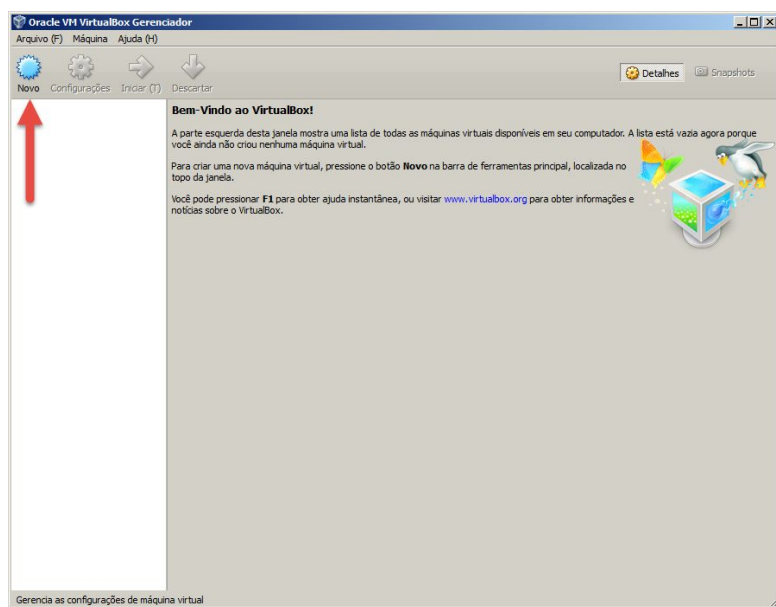 Oracle VM VirtualBox Gerenciador
Arquivo (F) Máquina Ajuda (H)
Novo Configurações Iniciar (T) Descartar Detalhes Snapshots
Bem-Vindo ao VirtualBox!
A parte esquerda desta janela mostra uma lista de todas as máquinas virtuais disponíveis em seu computador. A lista está vazia agora porque
você ainda não criou nenhuma máquina virtual.
Para criar uma nova máquina virtual, pressione o botão Novo na barra de ferramentas principal, localizada no
topo da janela.
Você pode pressionar F1 para obter ajuda instantânea, ou visitar www.virtualbox.org para obter informações e
notícias sobre o VirtualBox.
Gerencia as configurações de máquina virtual